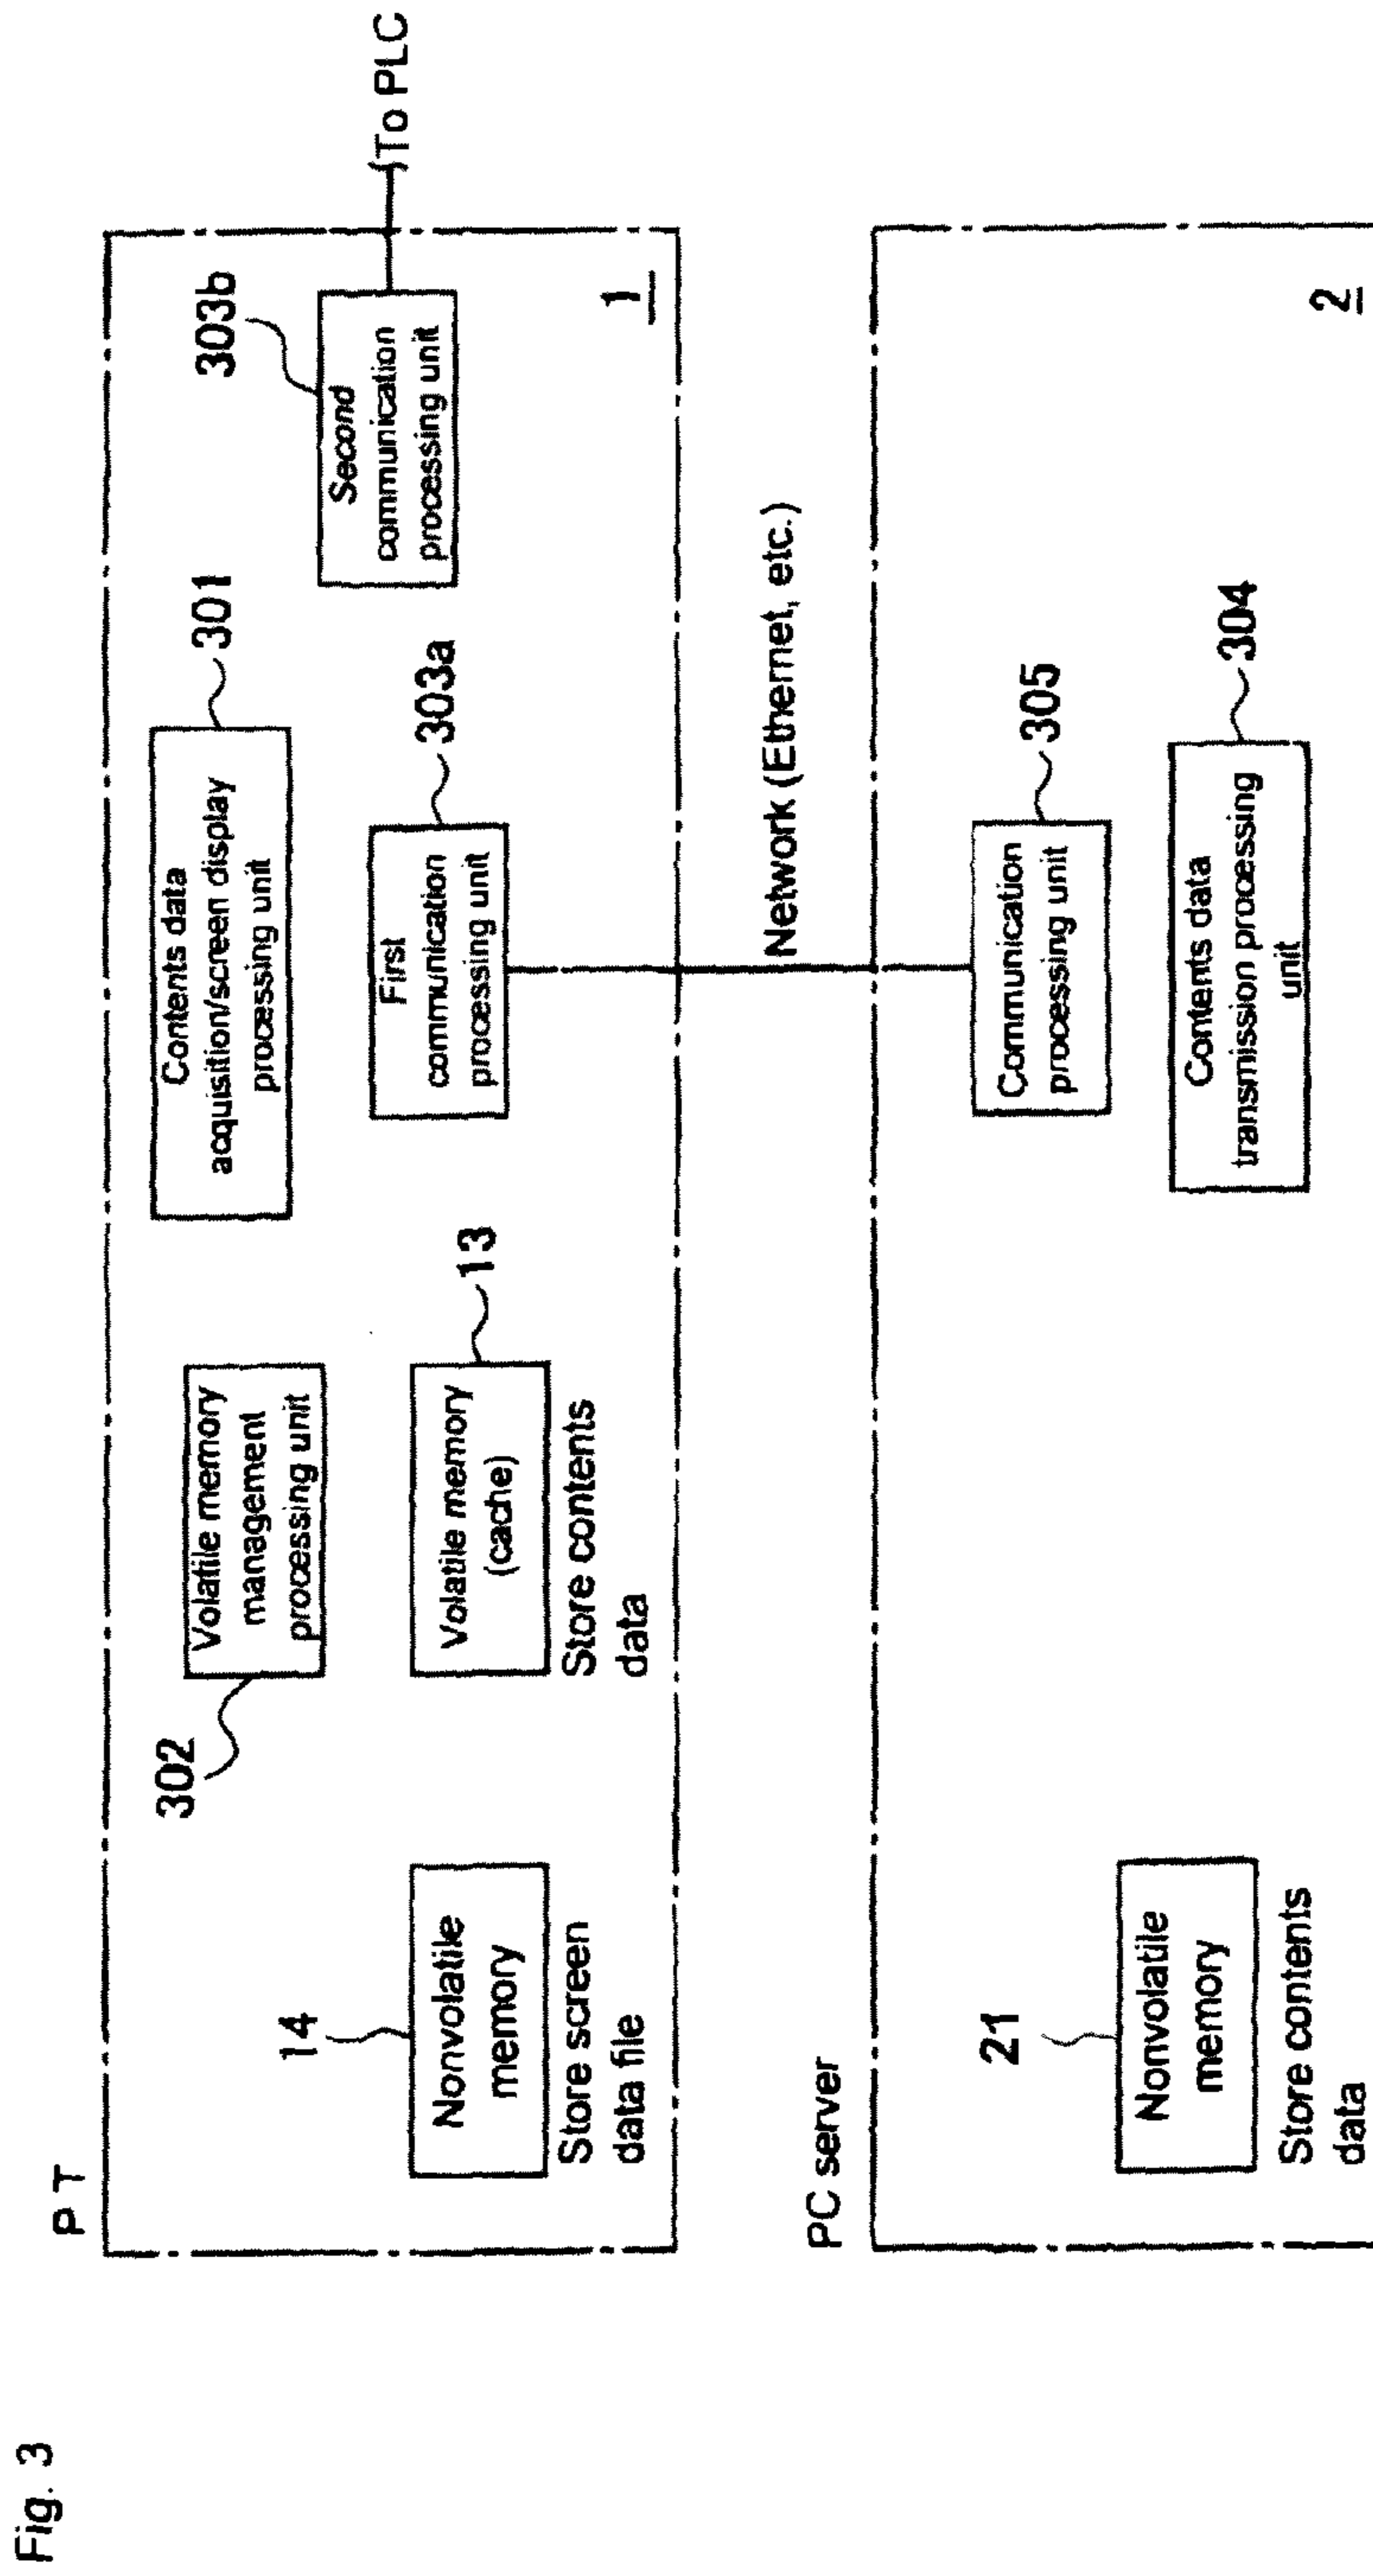 Fig. 3
P T
14
Nonvolatile
memory
Store screen
data file
302
Volatile memory
management
processing unit
Volatile memory
(cache)
13
Store contents
data
Contents data
acquisition/screen display
processing unit
301
First
communication
processing unit
303a
303b
Second
communication
processing unit
To PLC
1
Network (Ethernet, etc.)
PC server
21
Nonvolatile
memory
Store contents
data
Communication
processing unit
305
Contents data
transmission processing
unit
304
2